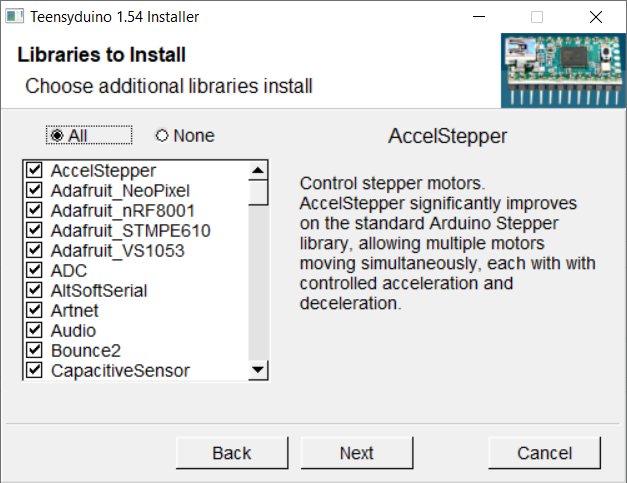 Teensyduino 1.54 Installer
Libraries to Install
Choose additional libraries install
All None
AccelStepper
AccelStepper
Adafruit_NeoPixel
Adafruit_nRF8001
Adafruit_STMPE610
Adafruit_VS1053
ADC
AltSoftSerial
Artnet
Audio
Bounce2
CapacitiveSensor
Control stepper motors.
AccelStepper significantly improves
on the standard Arduino Stepper
library, allowing multiple motors
moving simultaneously, each with with
controlled acceleration and
deceleration.
Back Next Cancel